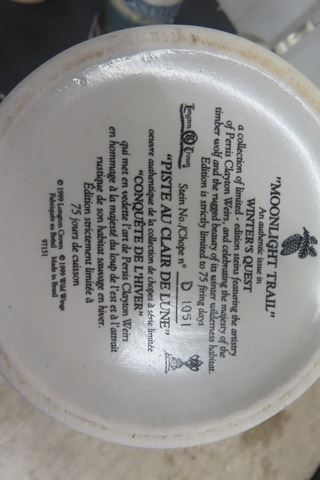 "MOONLIGHT TRAIL"
An authentic issue in
WINTER'S QUEST
a collection of limited - edition steins featuring the artistry
of Persis Clayton Weirs, and celebrating the majesty of the
timber wolf and the rugged beauty of its winter wilderness habitat.
Edition is strictly limited to 75 firing days
Longton Crown
Stein No./Chope n° D 1051
"PISTE AU CLAIR DE LUNE"
oeuvre authentique de la collection de chopes à série limitée
"CONQUÊTE DE L'HIVER"
qui met en vedette l'art de Persis Clayton Weirs
en hommage à la majesté du loup de l'est et à l'attrait
rustique de son habitat sauvage en hiver.
Édition strictement limitée à
75 jours de cuisson
© 1999 Longton Crown © 1999 Wild Wings
Fabriquée au Brésil Made in Brazil
97151